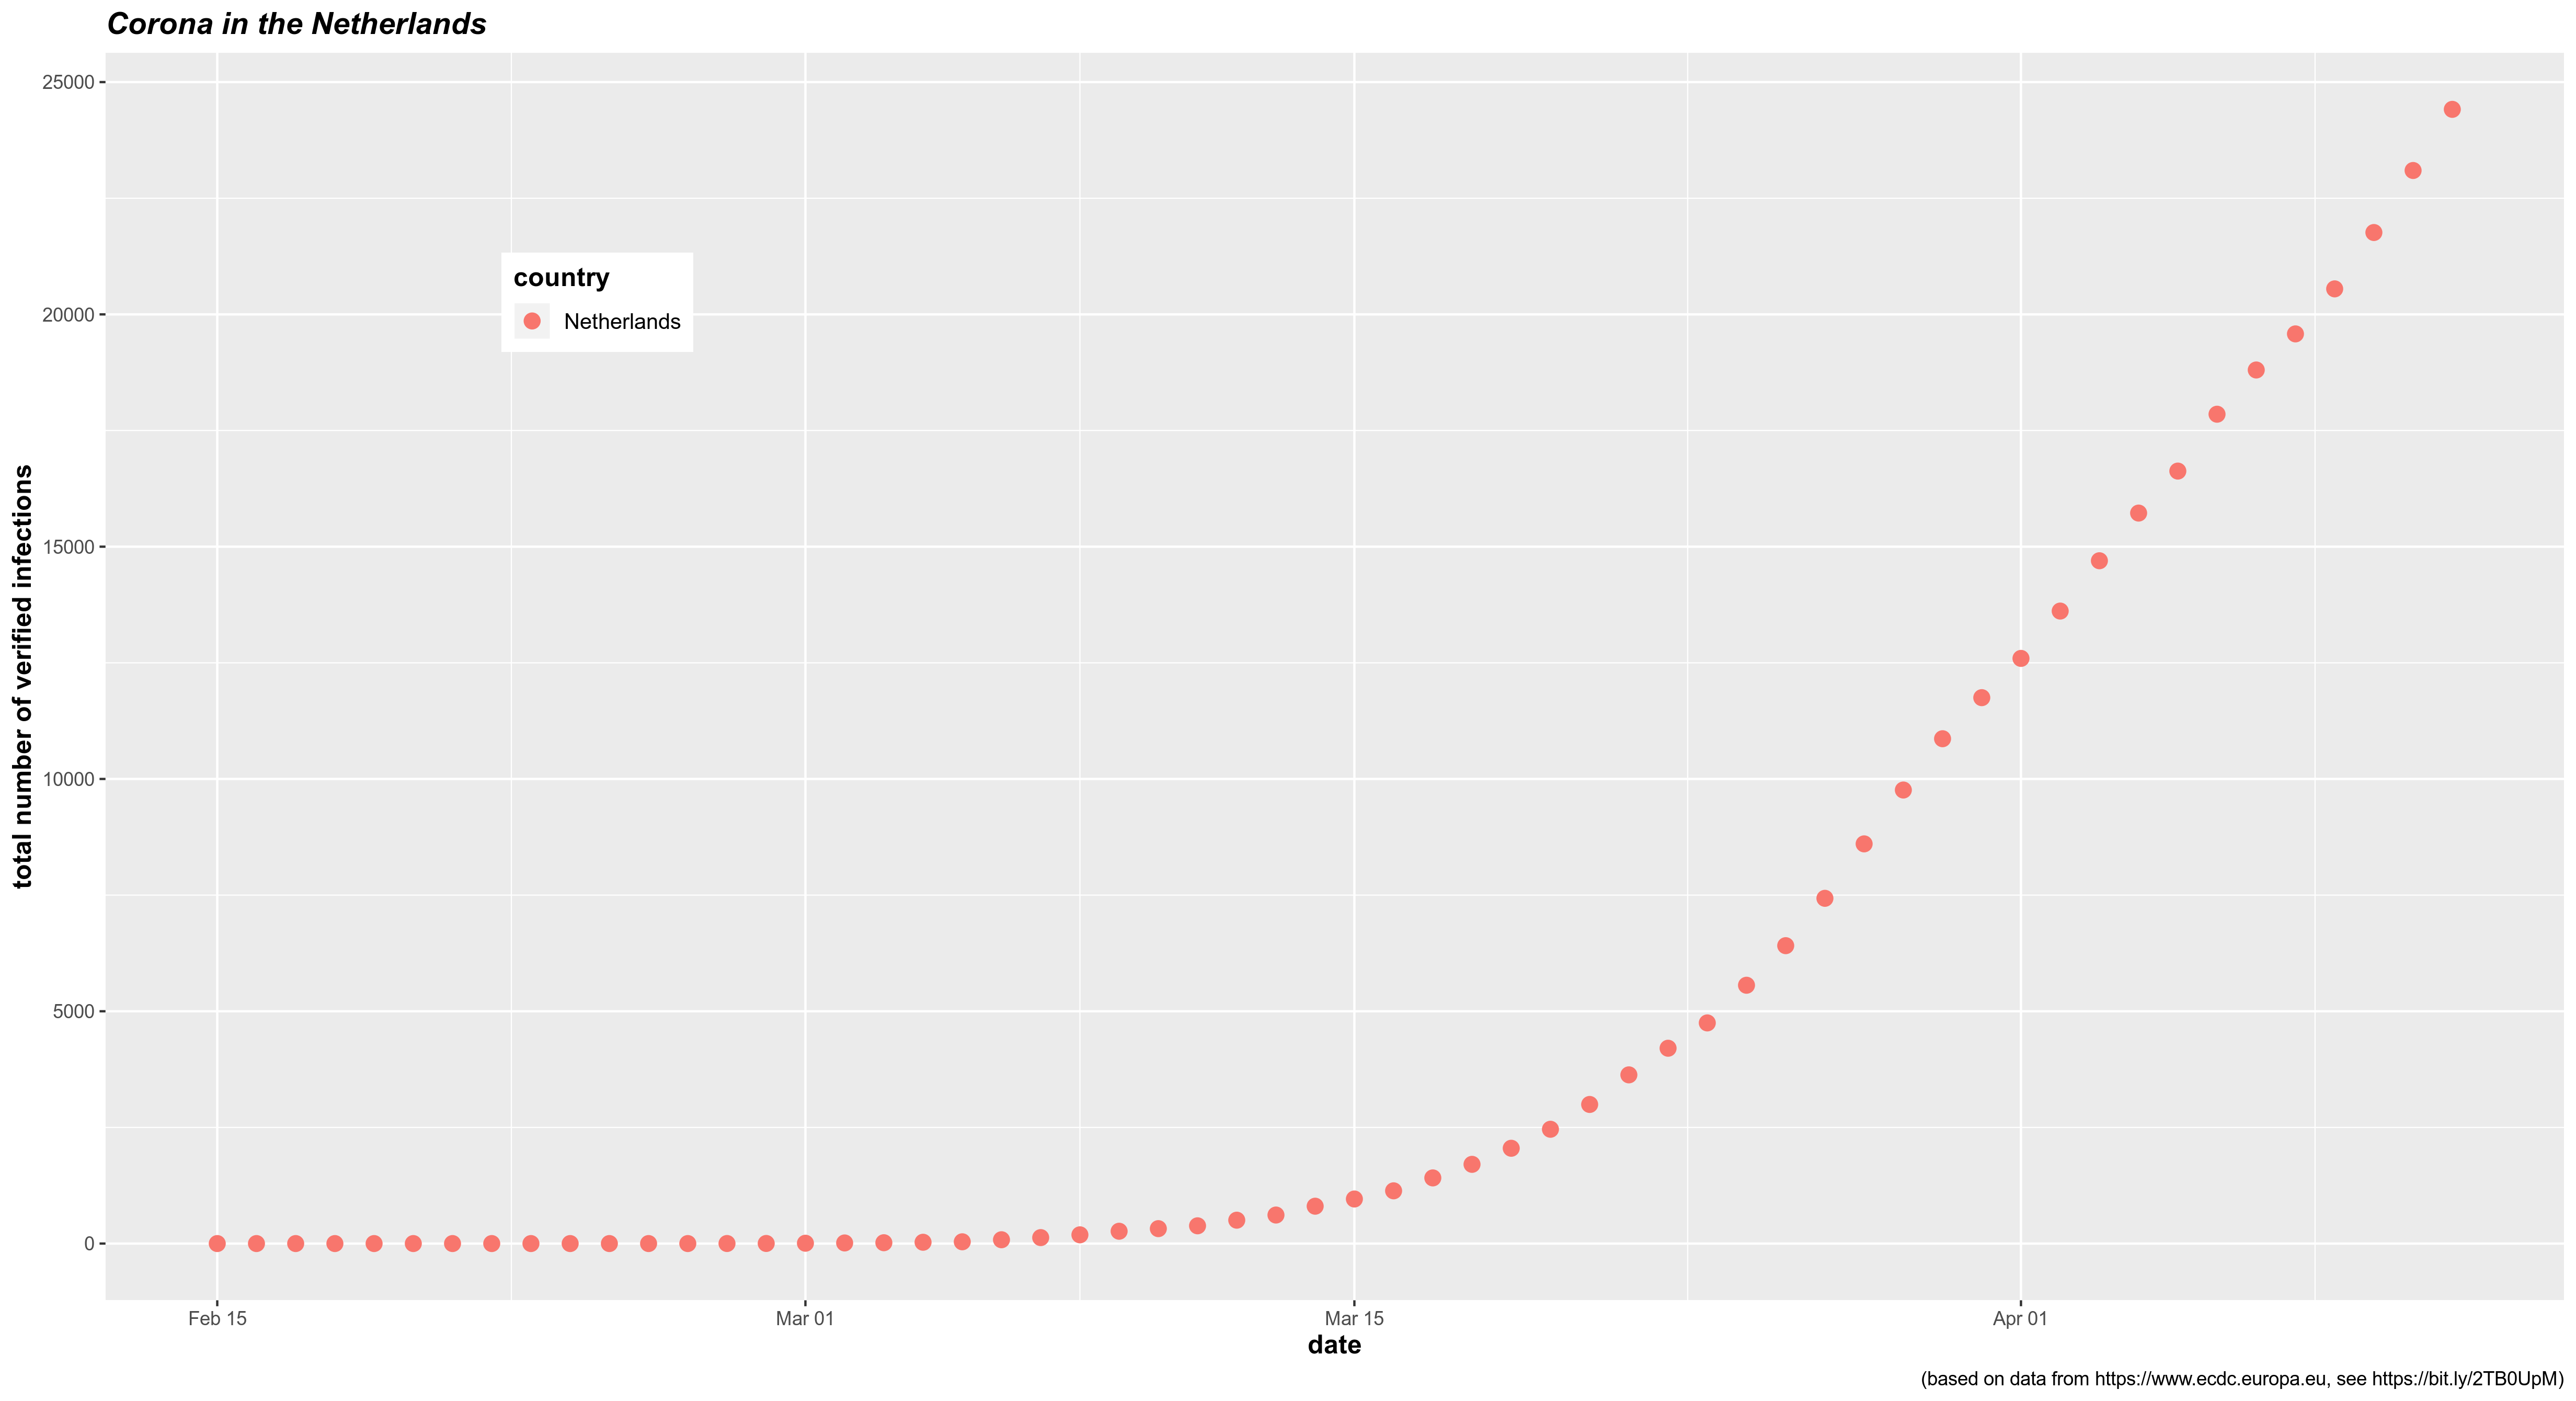 Corona in the Netherlands
25000
20000
15000
10000
5000
0
total number of verified infections
country
Netherlands
Feb 15
Mar 01
Mar 15
Apr 01
date
(based on data from https://www.ecdc.europa.eu, see https://bit.ly/2TB0UpM)